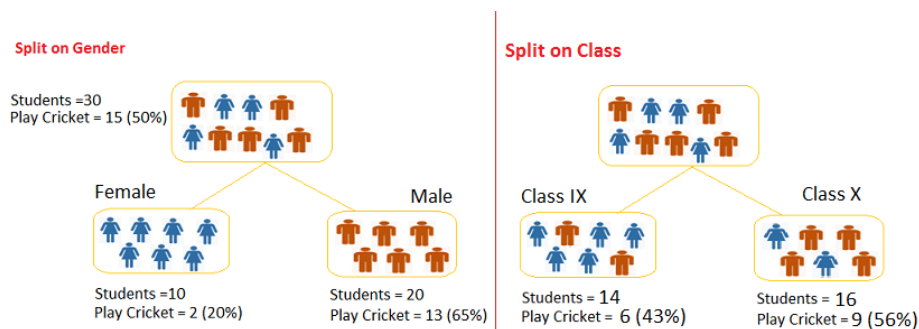 Split on Gender
Students =30
Play Cricket = 15 (50%)
Female
Male
Students =10
Play Cricket = 2 (20%)
Students = 20
Play Cricket = 13 (65%)
Split on Class
Class IX
Class X
Students = 14
Play Cricket = 6 (43%)
Students = 16
Play Cricket = 9 (56%)